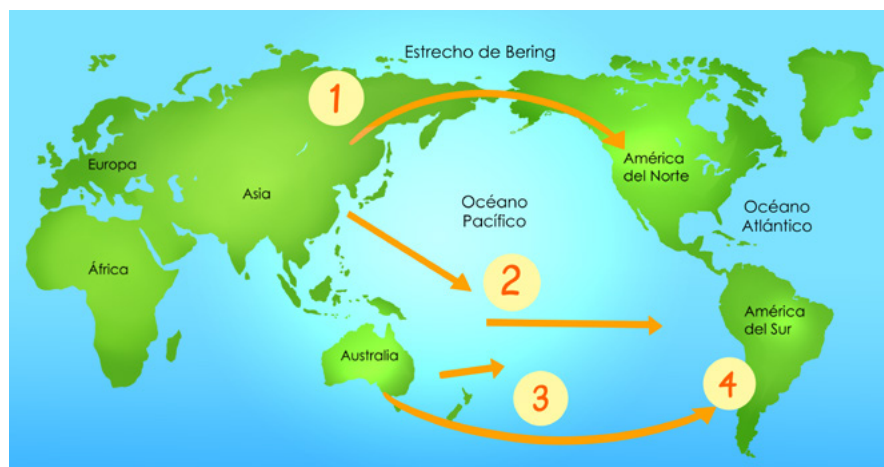 Estrecho de Bering
1
Europa
Asia
América
del Norte
Océano
Pacífico
Océano
Atlántico
África
2
América
del Sur
Australia
3
4